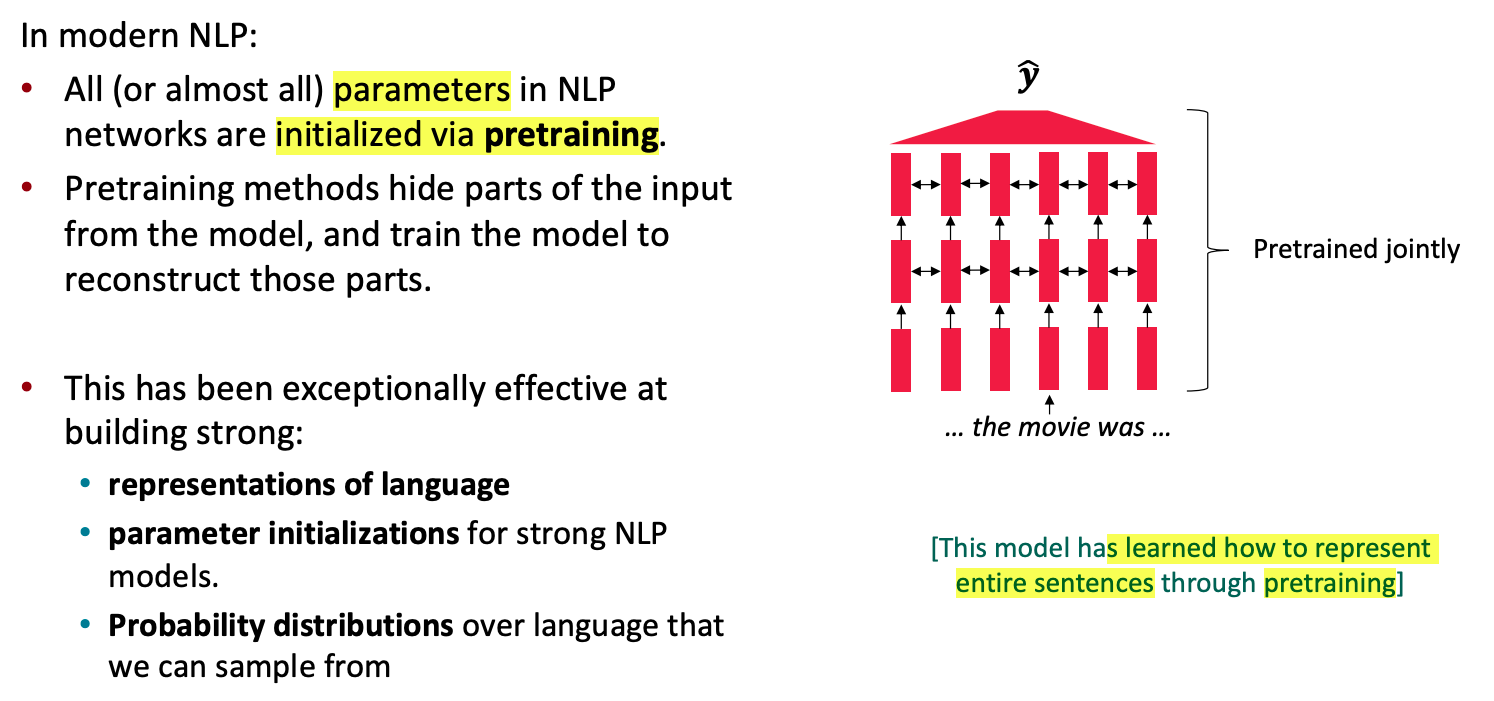 In modern NLP:
• All (or almost all) parameters in NLP
networks are initialized via pretraining.
• Pretraining methods hide parts of the input
from the model, and train the model to
reconstruct those parts.
• This has been exceptionally effective at
building strong:
• representations of language
• parameter initializations for strong NLP
models.
• Probability distributions over language that
we can sample from
ŷ
Pretrained jointly
... the movie was ...
[This model has learned how to represent
entire sentences through pretraining]